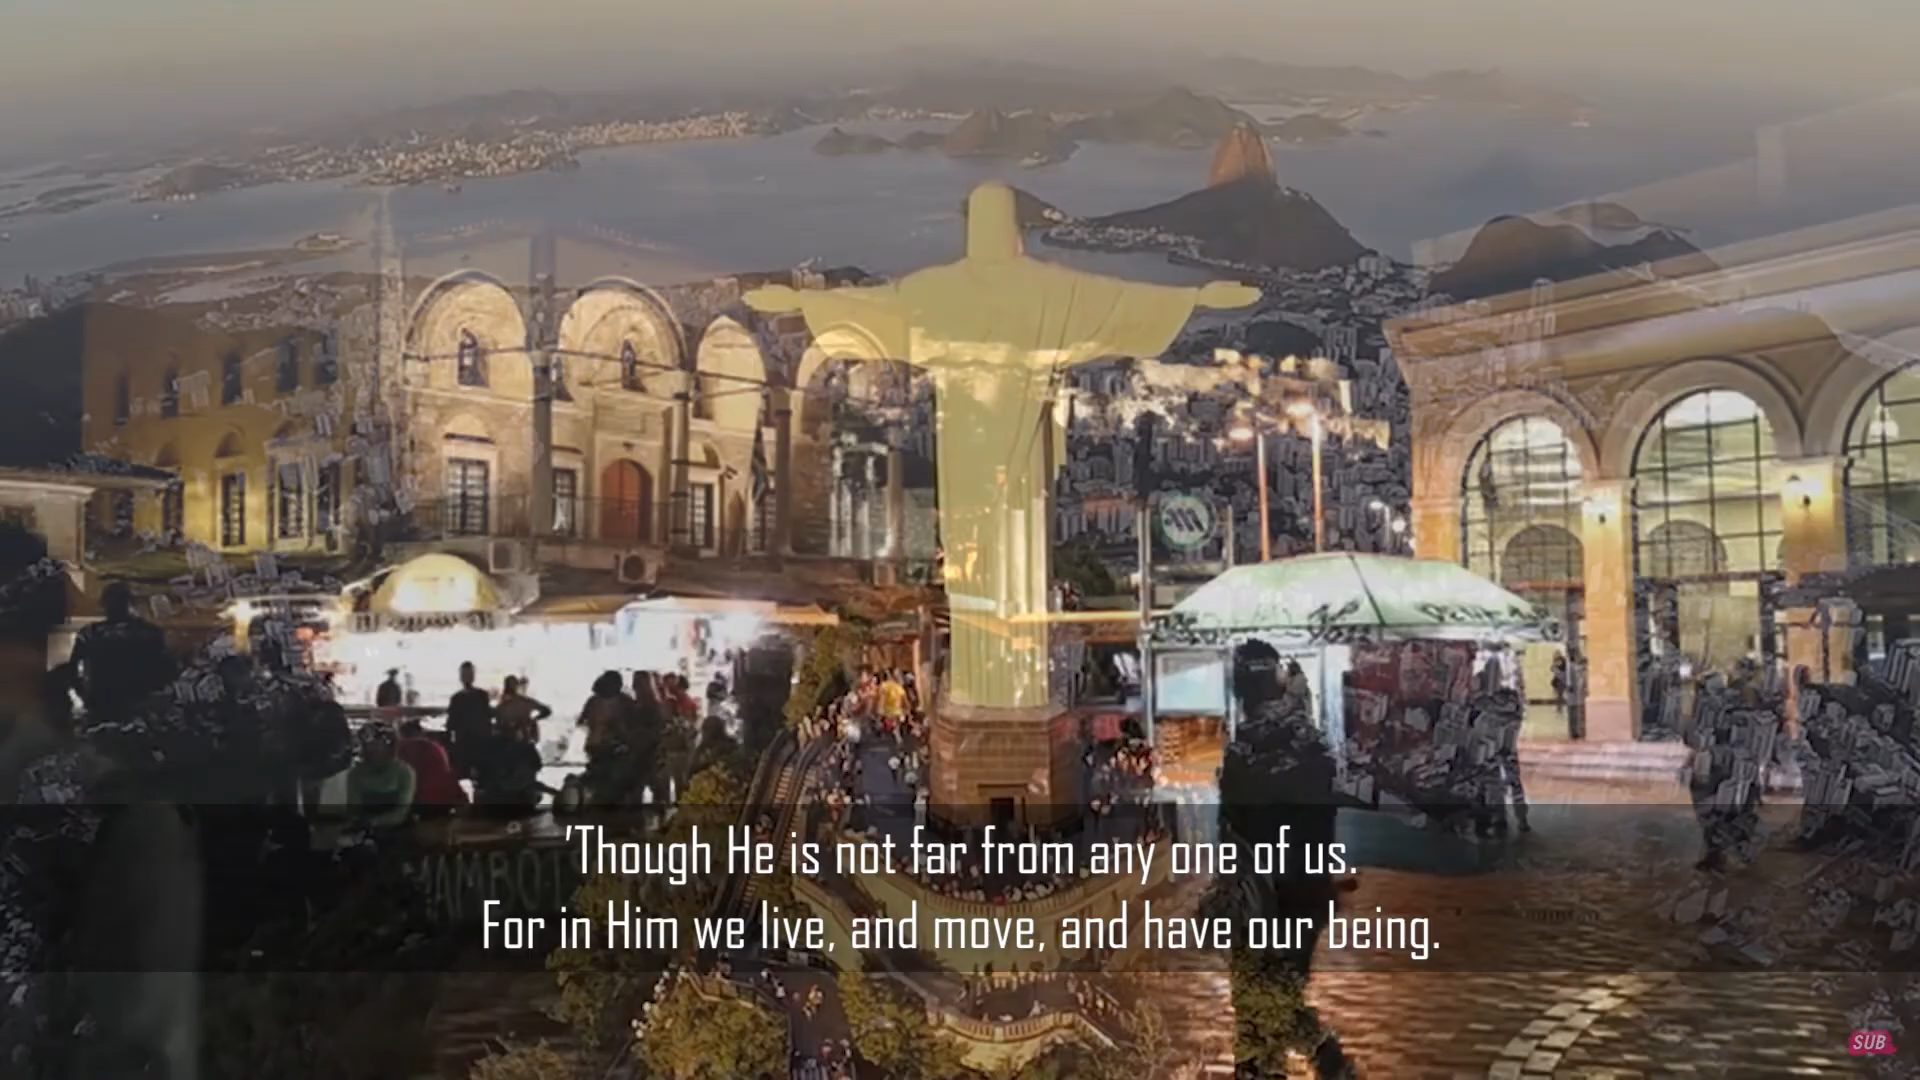 'Though He is not far from any one of us.
For in Him we live, and move, and have our being.
SUB